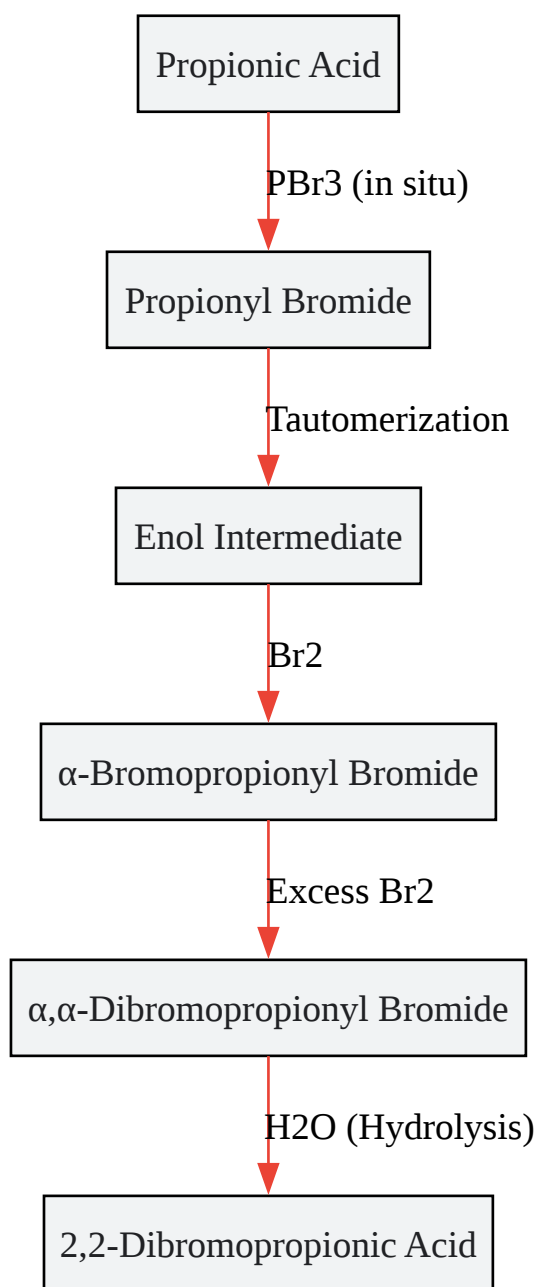 Propionic Acid
PBr3 (in situ)
Propionyl Bromide
Tautomerization
Enol Intermediate
Br2
α-Bromopropionyl Bromide
Excess Br2
α,α-Dibromopropionyl Bromide
H2O (Hydrolysis)
2,2-Dibromopropionic Acid